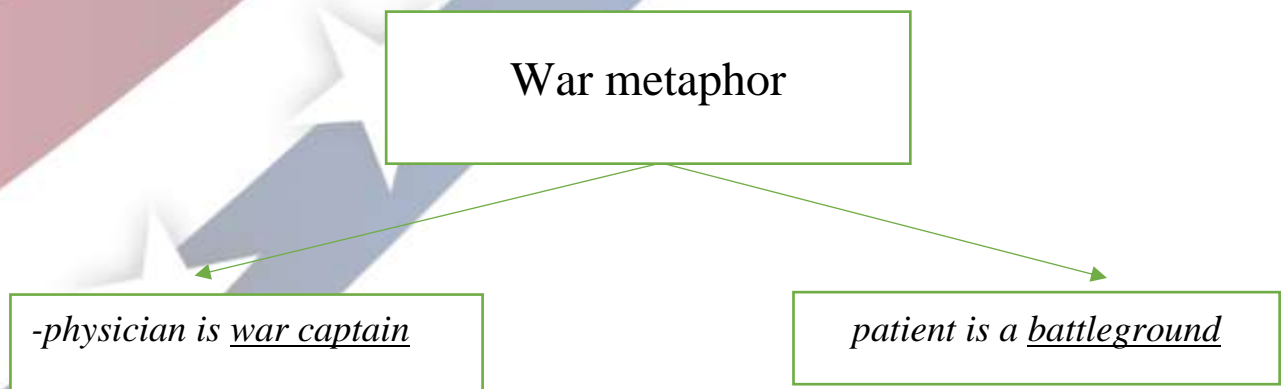 War metaphor
-physician is war captain
patient is a battleground